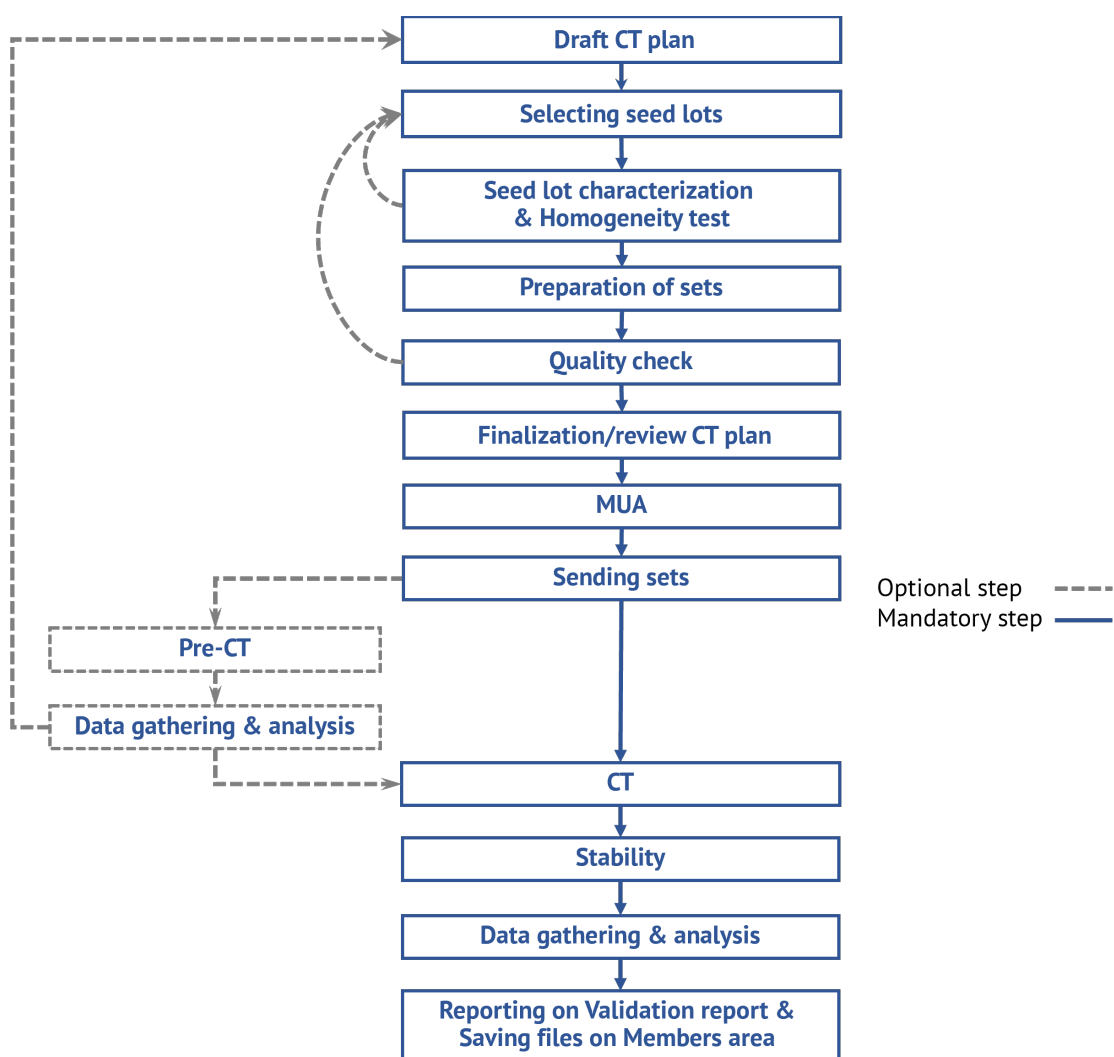 Draft CT plan
Selecting seed lots
Seed lot characterization
& Homogeneity test
Preparation of sets
Quality check
Finalization/review CT plan
MUA
Sending sets
Optional step
Mandatory step
Pre-CT
Data gathering & analysis
CT
Stability
Data gathering & analysis
Reporting on Validation report &
Saving files on Members area